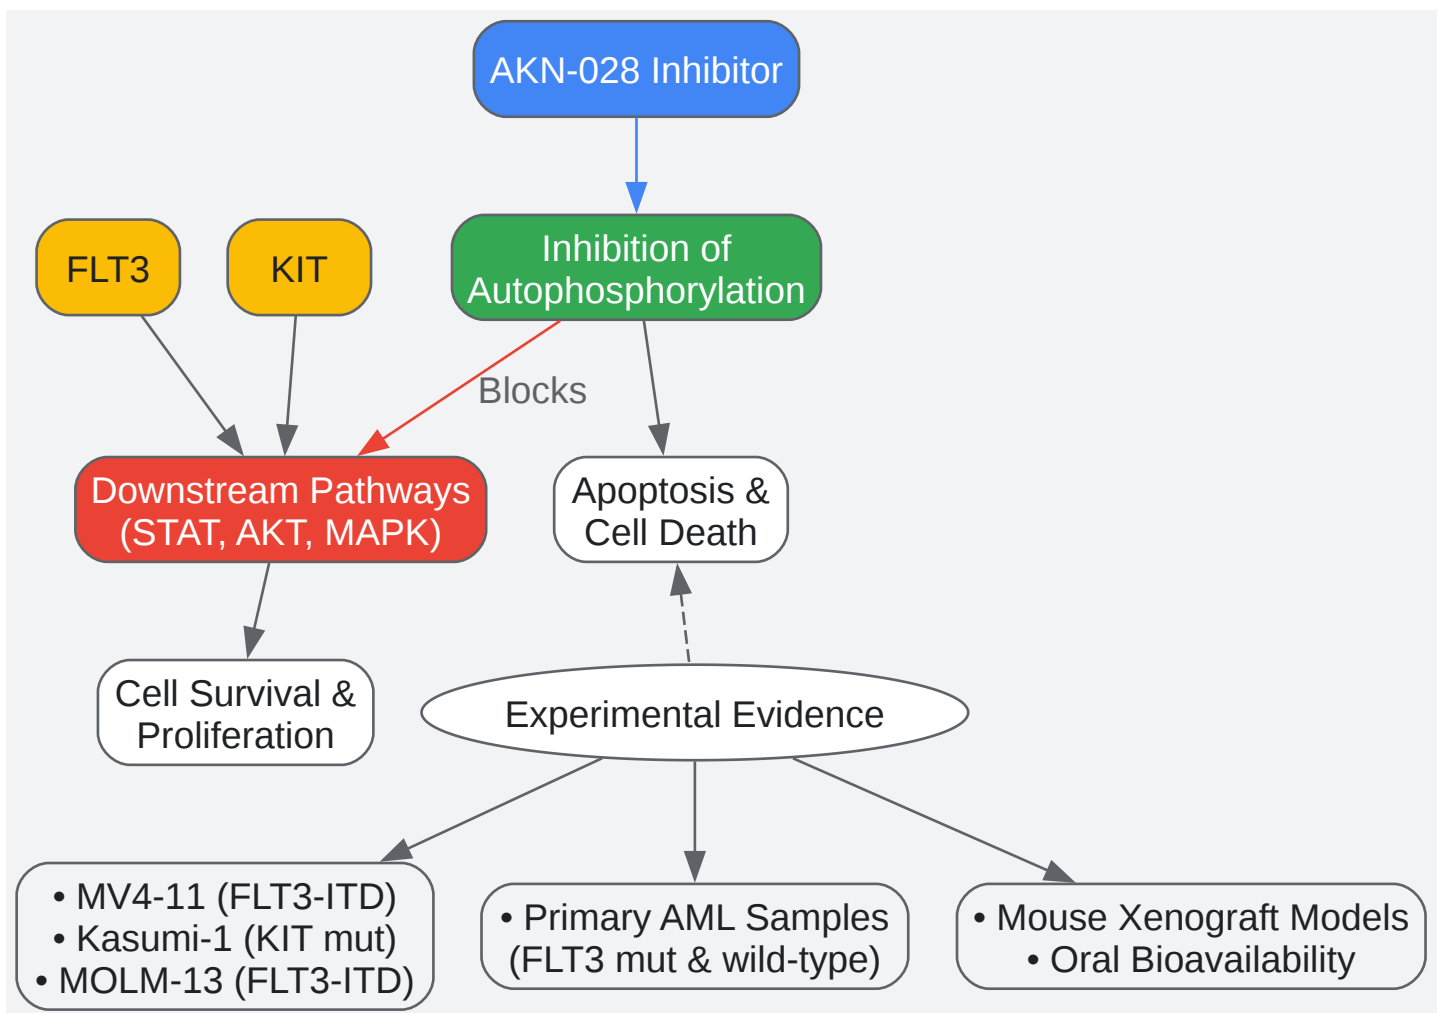 AKN-028 Inhibitor
FLT3
KIT
Inhibition of
Autophosphorylation
Blocks
Downstream Pathways
(STAT, AKT, MAPK)
Apoptosis &
Cell Death
Cell Survival &
Proliferation
Experimental Evidence
• MV4-11 (FLT3-ITD)
• Kasumi-1 (KIT mut)
• MOLM-13 (FLT3-ITD)
• Primary AML Samples
(FLT3 mut & wild-type)
• Mouse Xenograft Models
• Oral Bioavailability